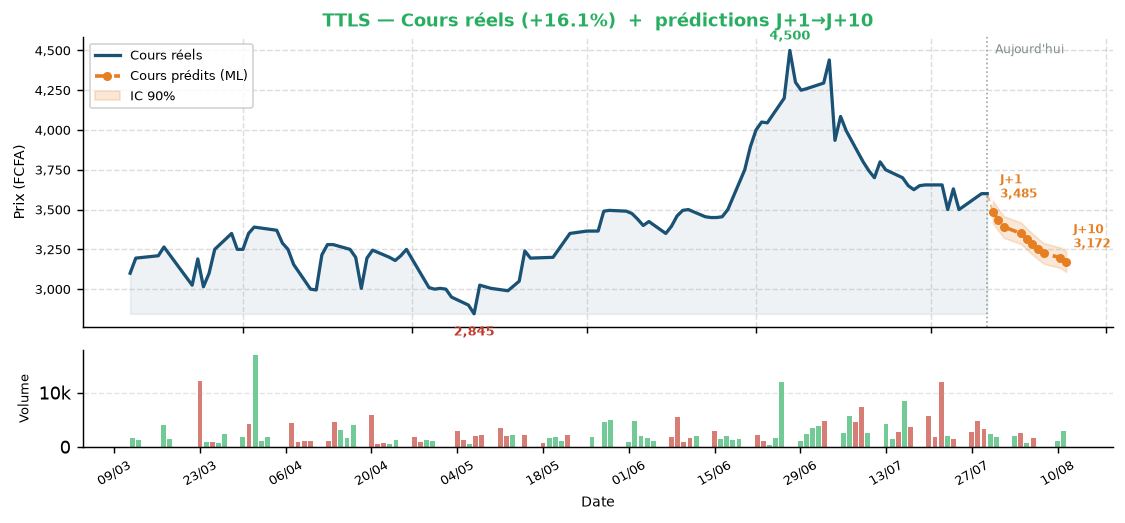 TTLS — Cours réels (+16.1%)  +  prédictions J+1→J+10
4,500
Aujourd'hui
Cours réels
Cours prédits (ML)
IC 90%
4,500
4,250
4,000
3,750
3,500
3,250
3,000
Prix (FCFA)
J+1
3,485
J+10
3,172
2,845
Volume
10k
0
09/03
23/03
06/04
20/04
04/05
18/05
01/06
15/06
29/06
13/07
27/07
10/08
Date